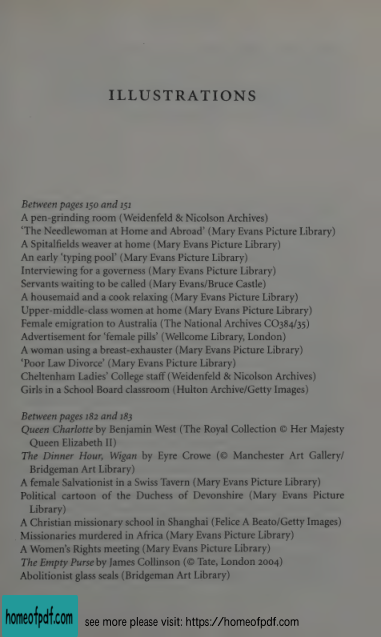 ILLUSTRATIONS
Between pages 150 and 151
A pen-grinding room (Weidenfeld & Nicolson Archives)
'The Needlewoman at Home and Abroad' (Mary Evans Picture Library)
A Spitalfields weaver at home (Mary Evans Picture Library)
An early 'typing pool' (Mary Evans Picture Library)
Interviewing for a governess (Mary Evans Picture Library)
Servants waiting to be called (Mary Evans/Bruce Castle)
A housemaid and a cook relaxing (Mary Evans Picture Library)
Upper-middle-class women at home (Mary Evans Picture Library)
Female emigration to Australia (The National Archives CO384/35)
Advertisement for 'female pills' (Wellcome Library, London)
A woman using a breast-exhauster (Mary Evans Picture Library)
'Poor Law Divorce' (Mary Evans Picture Library)
Cheltenham Ladies' College staff (Weidenfeld & Nicolson Archives)
Girls in a School Board classroom (Hulton Archive/Getty Images)
Between pages 182 and 183
Queen Charlotte by Benjamin West (The Royal Collection © Her Majesty
Queen Elizabeth II)
The Dinner Hour, Wigan by Eyre Crowe (© Manchester Art Gallery/
Bridgeman Art Library)
A female Salvationist in a Swiss Tavern (Mary Evans Picture Library)
Political cartoon of the Duchess of Devonshire (Mary Evans Picture
Library)
A Christian missionary school in Shanghai (Felice A Beato/Getty Images)
Missionaries murdered in Africa (Mary Evans Picture Library)
A Women's Rights meeting (Mary Evans Picture Library)
The Empty Purse by James Collinson (© Tate, London 2004)
Abolitionist glass seals (Bridgeman Art Library)
homeofpdf.com
see more please visit: https://homeofpdf.com